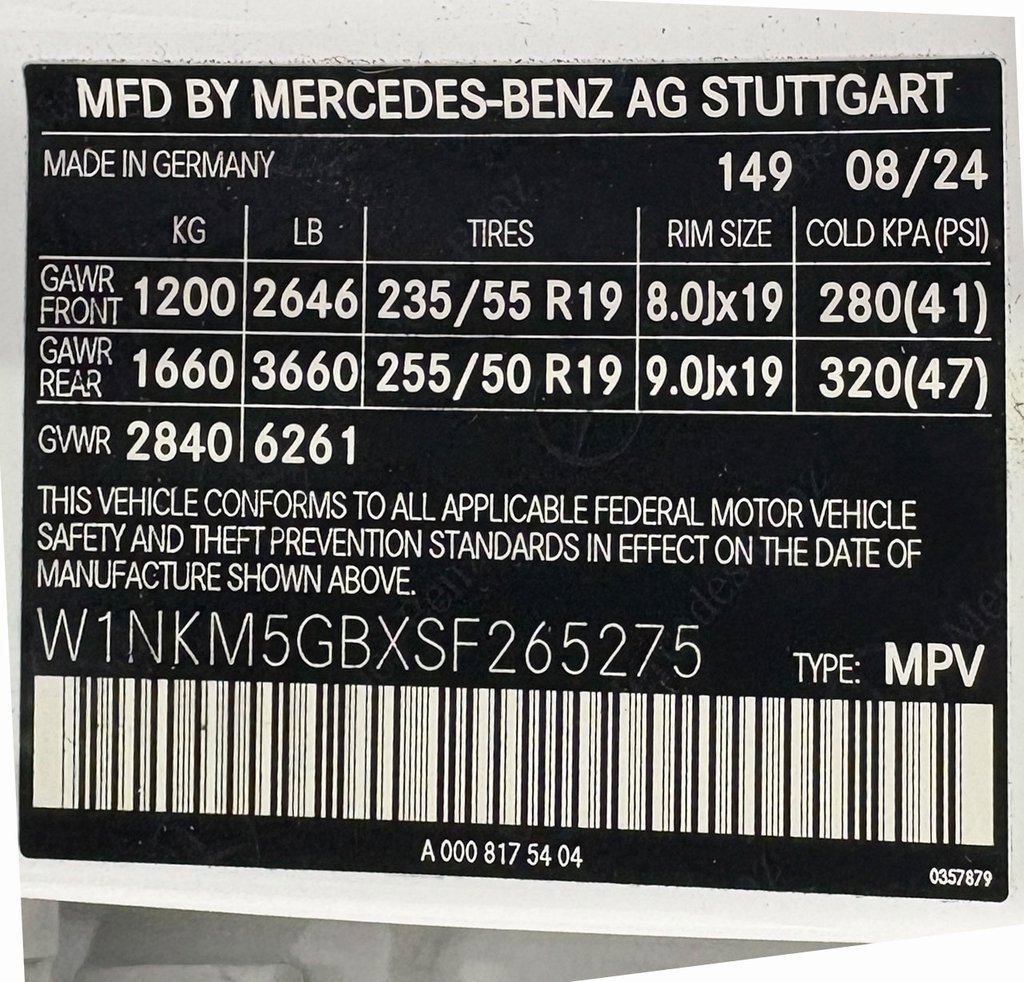 MFD BY MERCEDES-BENZ AG STUTTGART
MADE IN GERMANY 149 08/24
KG LB TIRES RIM SIZE COLD KPA (PSI)
GAWR FRONT 1200 2646 235/55 R19 8.0Jx19 280(41)
GAWR REAR 1660 3660 255/50 R19 9.0Jx19 320(47)
GVWR 2840 6261
THIS VEHICLE CONFORMS TO ALL APPLICABLE FEDERAL MOTOR VEHICLE
SAFETY AND THEFT PREVENTION STANDARDS IN EFFECT ON THE DATE OF
MANUFACTURE SHOWN ABOVE.
W1NKM5GBXSF265275 TYPE: MPV
A 000 817 54 04
0357879